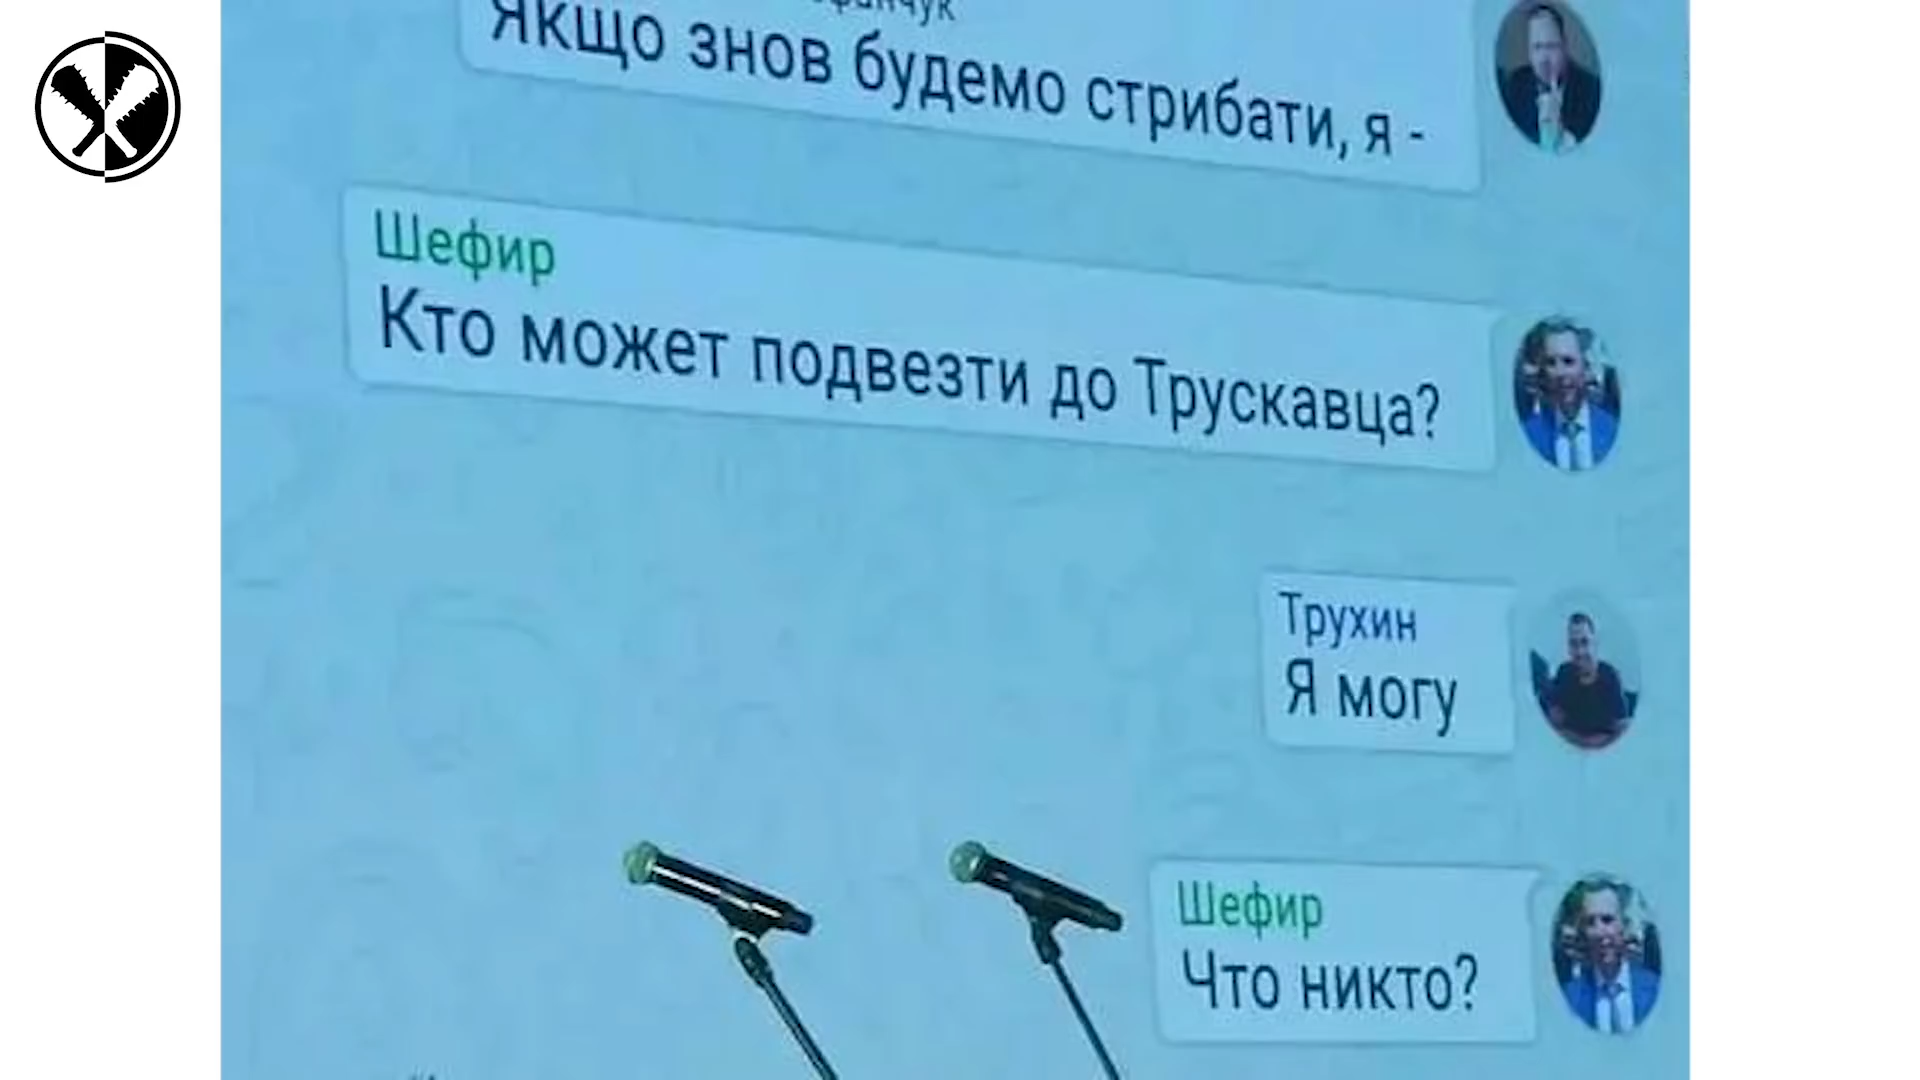 Якщо знов будемо стрибати, я -
Шефир
Кто может подвезти до Трускавца?
Трухин
Я могу
Шефир
Что никто?